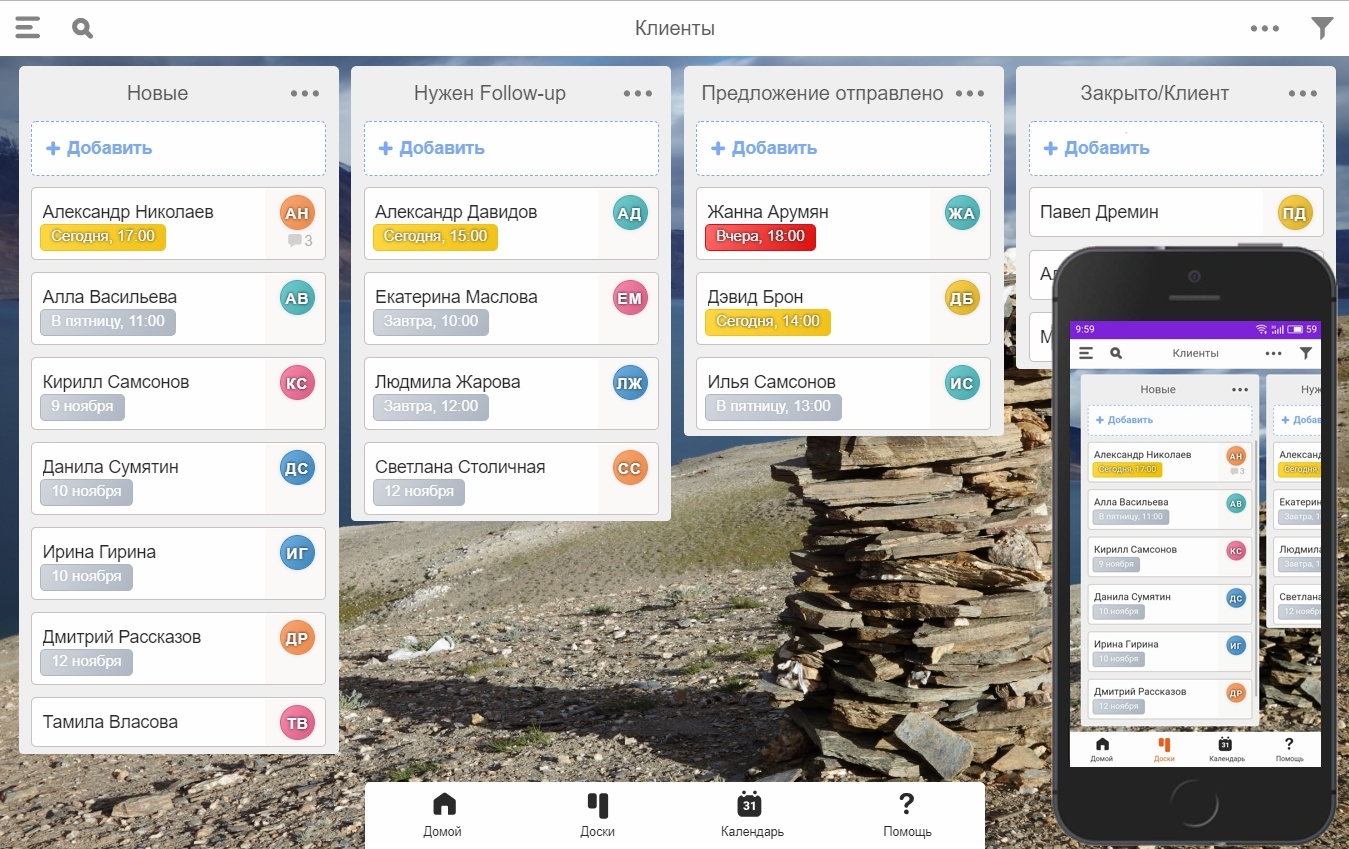 Клиенты
Новые
+ Добавить
Александр Николаев
АН
Сегодня, 17:00
3
Алла Васильева
АВ
В пятницу, 11:00
Кирилл Самсонов
КС
9 ноября
Данила Сумятин
ДС
10 ноября
Ирина Гирина
ИГ
10 ноября
Дмитрий Рассказов
ДР
12 ноября
Тамила Власова
ТВ
Нужен Follow-up
+ Добавить
Александр Давидов
АД
Сегодня, 15:00
Екатерина Маслова
ЕМ
Завтра, 10:00
Людмила Жарова
ЛЖ
Завтра, 12:00
Светлана Столичная
СС
12 ноября
Предложение отправлено
+ Добавить
Жанна Арумян
ЖА
Вчера, 18:00
Дэвид Брон
ДБ
Сегодня, 14:00
Илья Самсонов
ИС
В пятницу, 13:00
Закрыто/Клиент
+ Добавить
Павел Дремин
ПД
Ал
М
9:59
59
Клиенты
Новые
+ Добавить
Александр Николаев
АН
Сегодня, 17:00
3
Алла Васильева
АВ
В пятницу, 11:00
Кирилл Самсонов
КС
9 ноября
Данила Сумятин
ДС
10 ноября
Ирина Гирина
ИГ
10 ноября
Дмитрий Рассказов
ДР
12 ноября
Нуж
+ Добав
Алексан
Сегодня,
Екатерин
Завтра, 1
Людмила
Завтра, 1
Светлана
12 ноябр
Домой
Доски
31
Календарь
?
Помощь
Домой
Доски
31
Календарь
?
Помощь